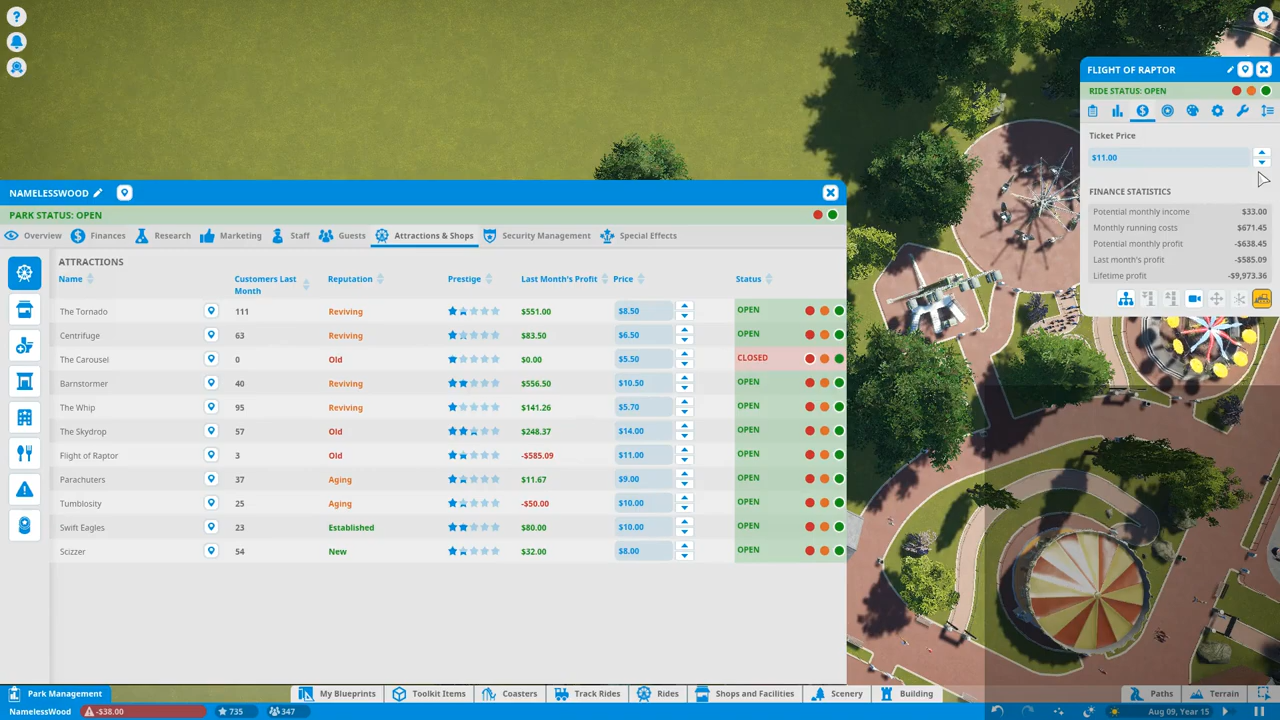 ?
FLIGHT OF RAPTOR
RIDE STATUS: OPEN
Ticket Price
$11.00
FINANCE STATISTICS
Potential monthly income $33.00
Monthly running costs $671.45
Potential monthly profit -$638.45
Last month's profit -$585.09
Lifetime profit -$9,973.36
NAMELESSWOOD
PARK STATUS: OPEN
Overview Finances Research Marketing Staff Guests Attractions & Shops Security Management Special Effects
ATTRACTIONS
Name Customers Last Month Reputation Prestige Last Month's Profit Price Status
The Tornado 111 Reviving $551.00 $8.50 OPEN
Centrifuge 63 Reviving $83.50 $6.50 OPEN
The Carousel 0 Old $0.00 $5.50 CLOSED
Barnstormer 40 Reviving $556.50 $10.50 OPEN
The Whip 95 Reviving $141.26 $5.70 OPEN
The Skydrop 57 Old $248.37 $14.00 OPEN
Flight of Raptor 3 Old -$585.09 $11.00 OPEN
Parachuters 37 Aging $11.67 $9.00 OPEN
Tumblosity 25 Aging -$50.00 $10.00 OPEN
Swift Eagles 23 Established $80.00 $10.00 OPEN
Scizzer 54 New $32.00 $8.00 OPEN
Park Management My Blueprints Toolkit Items Coasters Track Rides Rides Shops and Facilities Scenery Building Paths Terrain
NamelessWood -$38.00 735 347 Aug 09, Year 15